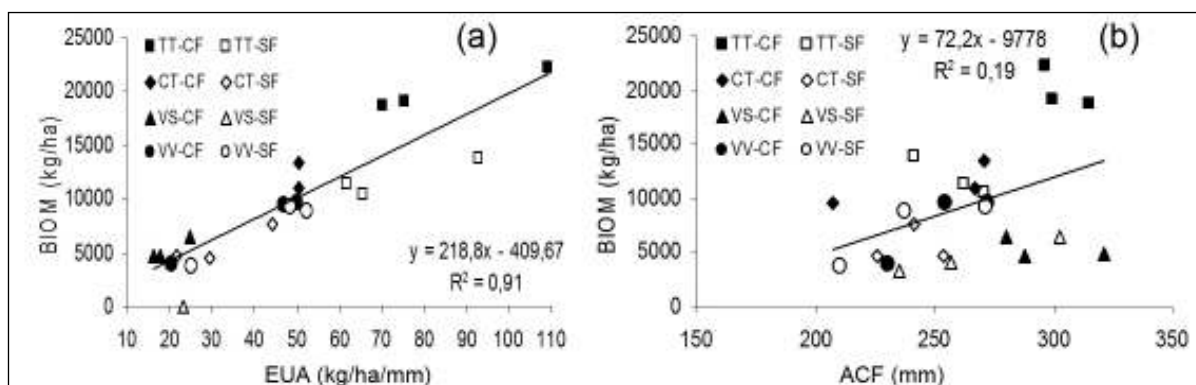 (a)
TT-CF TT-SF
CT-CF CT-SF
VS-CF VS-SF
VV-CF VV-SF
BIOM (kg/ha)
25000
20000
15000
10000
5000
0
y = 218,8x - 409,67
R² = 0,91
10 20 30 40 50 60 70 80 90 100 110
EUA (kg/ha/mm)
(b)
TT-CF TT-SF
CT-CF CT-SF
VS-CF VS-SF
VV-CF VV-SF
y = 72,2x - 9778
R² = 0,19
BIOM (kg/ha)
25000
20000
15000
10000
5000
0
150 200 250 300 350
ACF (mm)